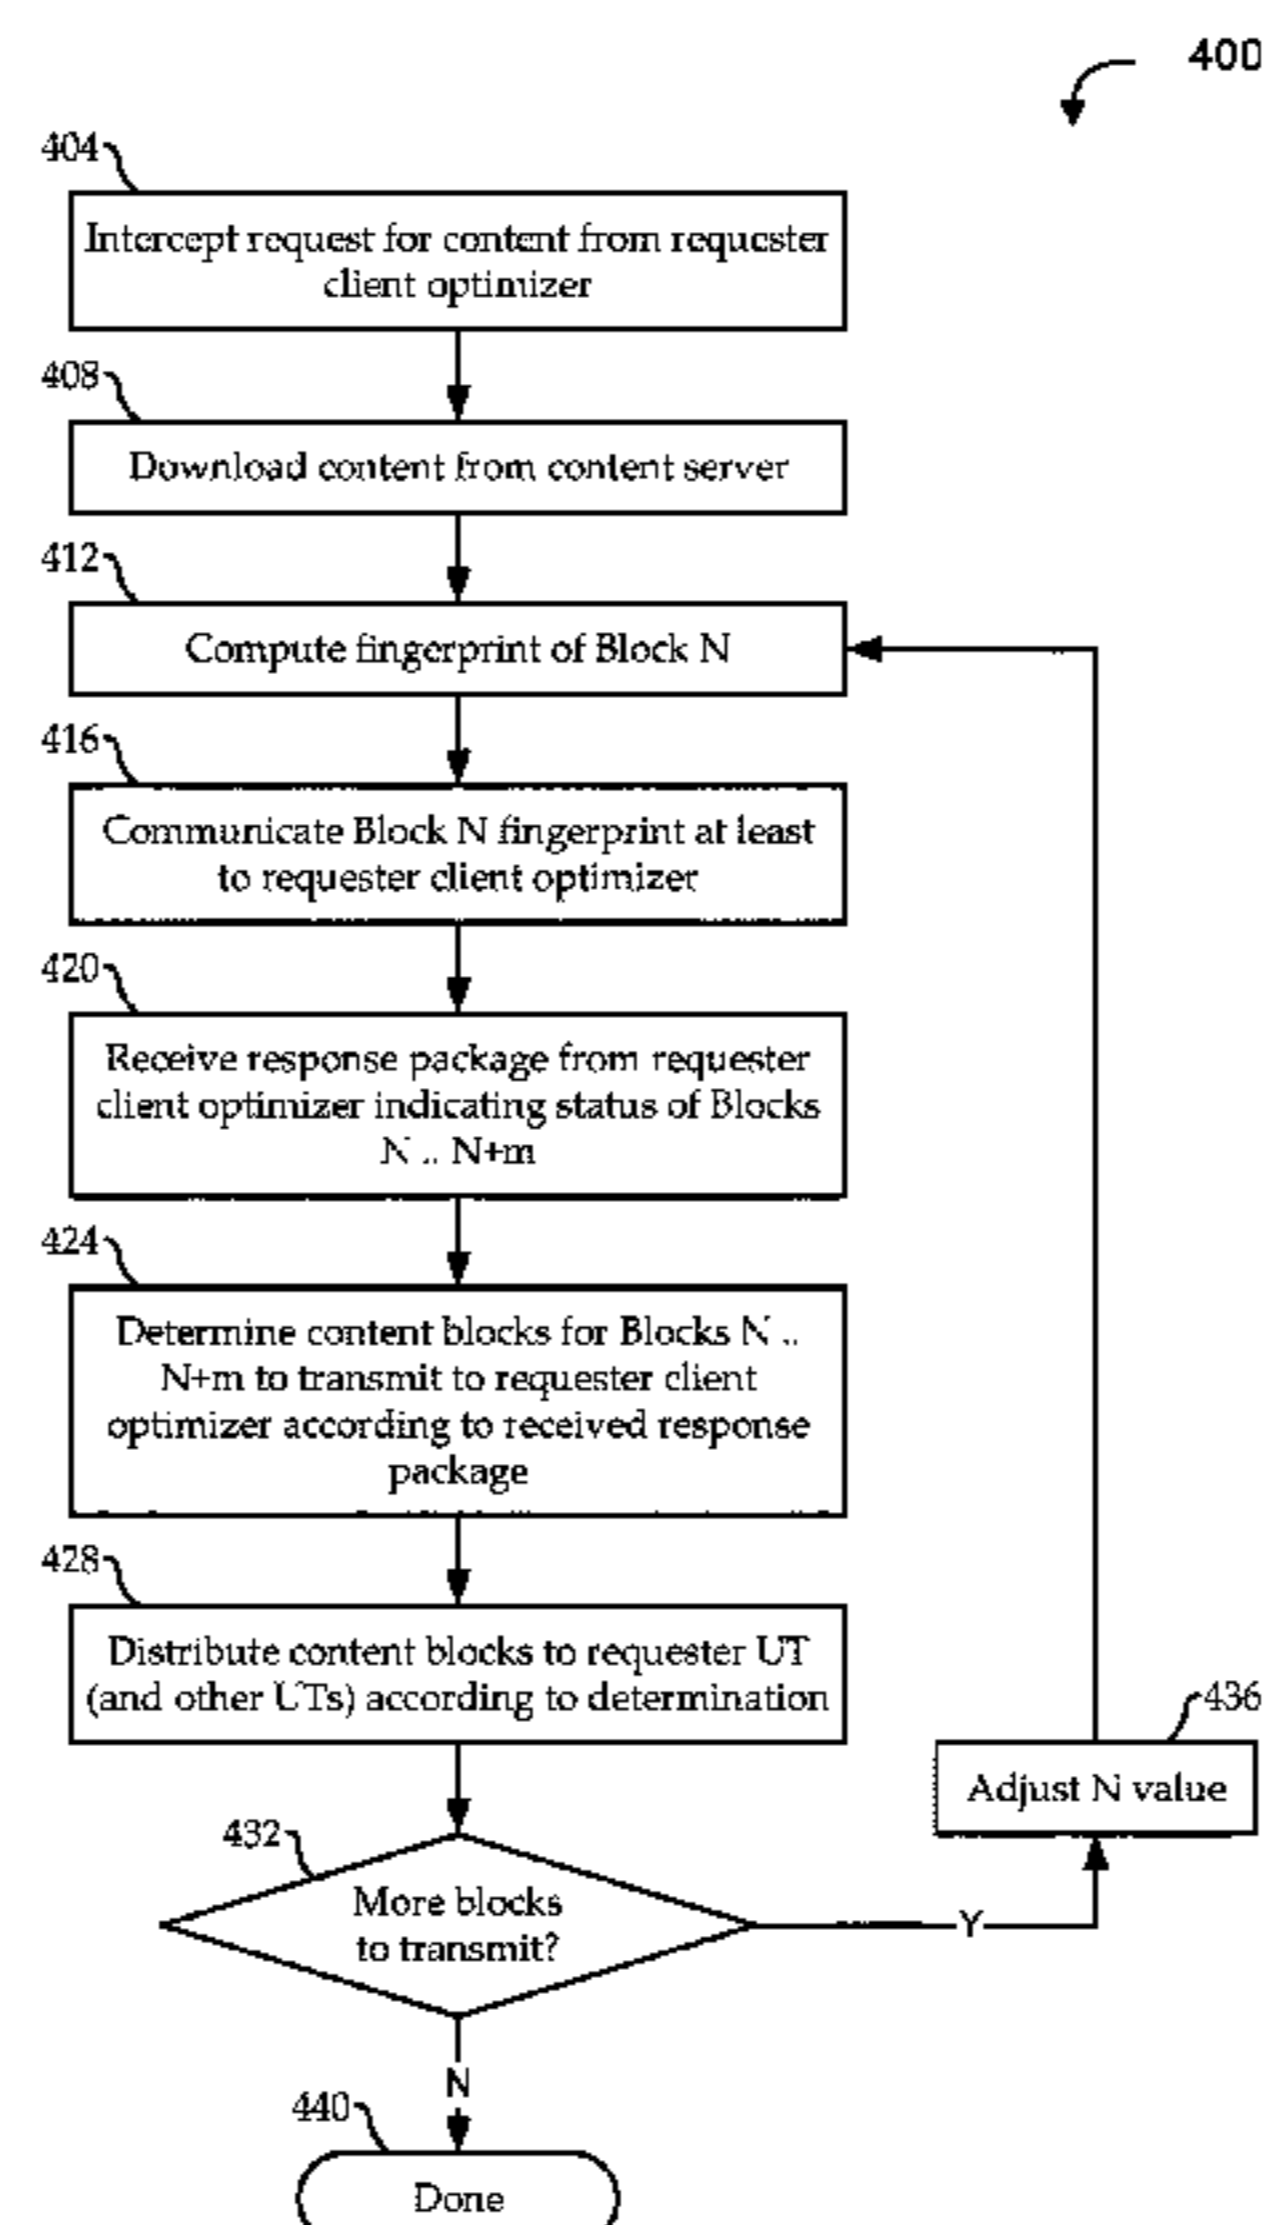 400
404
Intercept request for content from requester
client optimizer
408
Download content from content server
412
Compute fingerprint of Block N
416
Communicate Block N fingerprint at least
to requester client optimizer
420
Receive response package from requester
client optimizer indicating status of Blocks
N .. N+m
424
Determine content blocks for Blocks N ..
N+m to transmit to requester client
optimizer according to received response
package
428
Distribute content blocks to requester UT
(and other UTs) according to determination
436
Adjust N value
432
More blocks
to transmit?
Y
N
440
Done